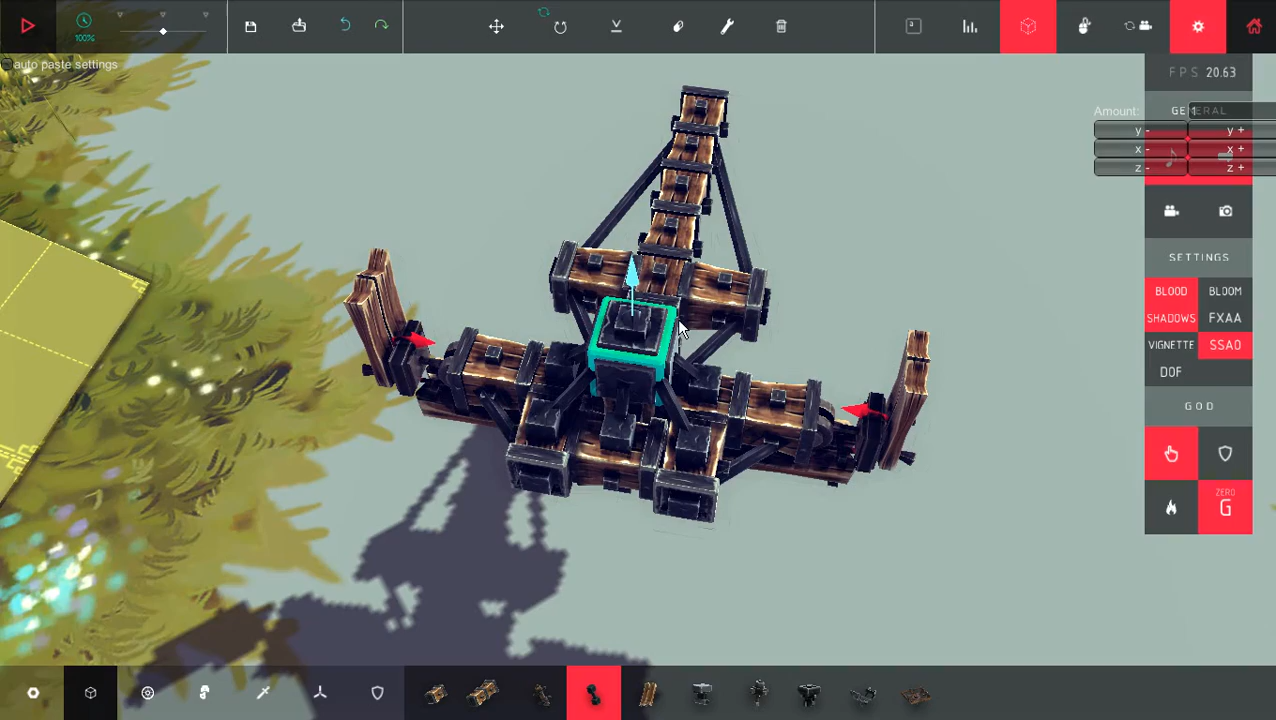 100%
auto paste settings
FPS 20.63
Amount:
y - y +
x - x +
z - z +
SETTINGS
BLOOD BLOOM
SHADOWS FXAA
VIGNETTE SSAO
DOF
GOD
ZERO
G